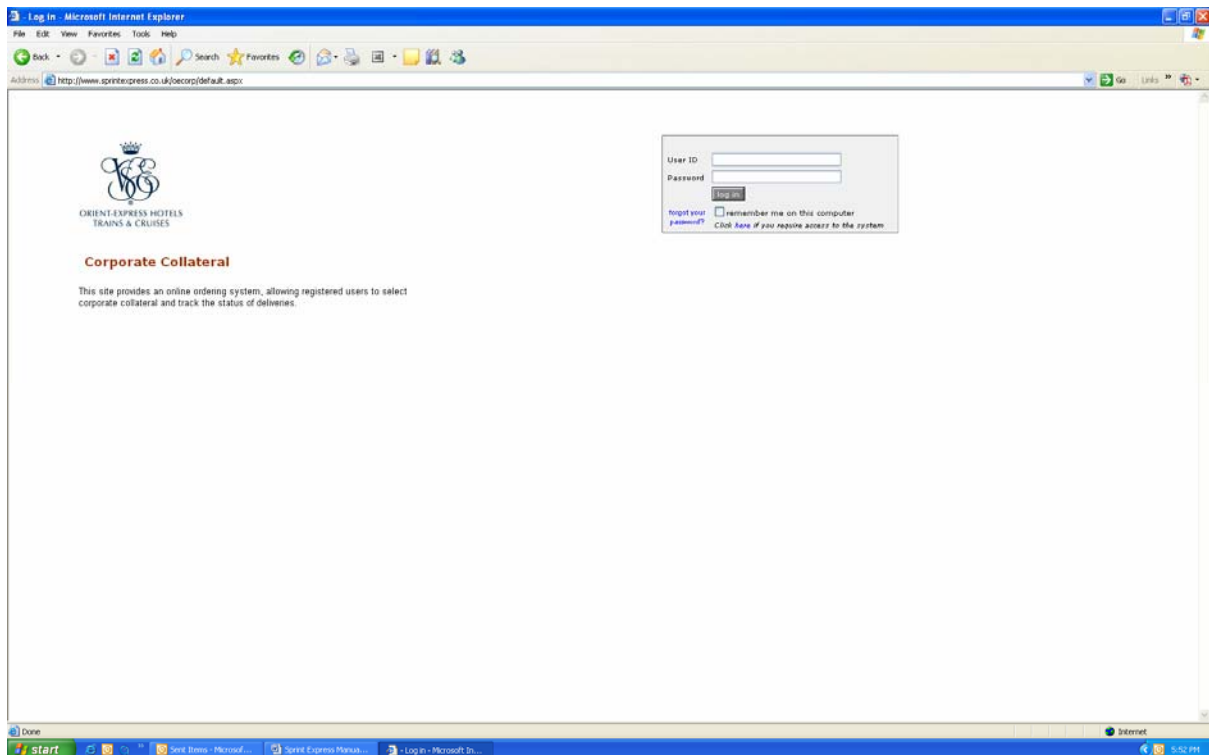 - Log In - Microsoft Internet Explorer
File Edit View Favorites Tools Help
Back Search Favorites
Address http://www.sprintexpress.co.uk/oecorp/default.aspx Go Links »
ORIENT-EXPRESS HOTELS
TRAINS & CRUISES
User ID
Password
log in
forgot your
password?
remember me on this computer
Click here if you require access to the system
Corporate Collateral
This site provides an online ordering system, allowing registered users to select
corporate collateral and track the status of deliveries.
Done Internet
start Sent Items - Microsof... Sprint Express Manua... - Log in - Microsoft In... 5:52 PM